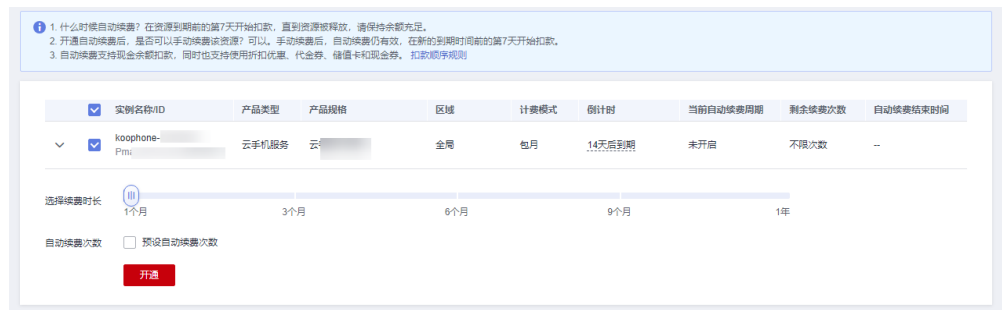 1. 什么时候自动续费？在资源到期前的第7天开始扣款，直到资源被释放，请保持余额充足。
2. 开通自动续费后，是否可以手动续费该资源？可以。手动续费后，自动续费仍有效，在新的到期时间前的第7天开始扣款。
3. 自动续费支持现金余额扣款，同时也支持使用折扣优惠、代金券、储值卡和现金券。 扣款顺序规则
实例名称/ID 产品类型 产品规格 区域 计费模式 倒计时 当前自动续费周期 剩余续费次数 自动续费结束时间
koophone-
Pm 云手机服务 云 全局 包月 14天后到期 未开启 不限次数 --
选择续费时长
1个月 3个月 6个月 9个月 1年
自动续费次数 预设自动续费次数
开通